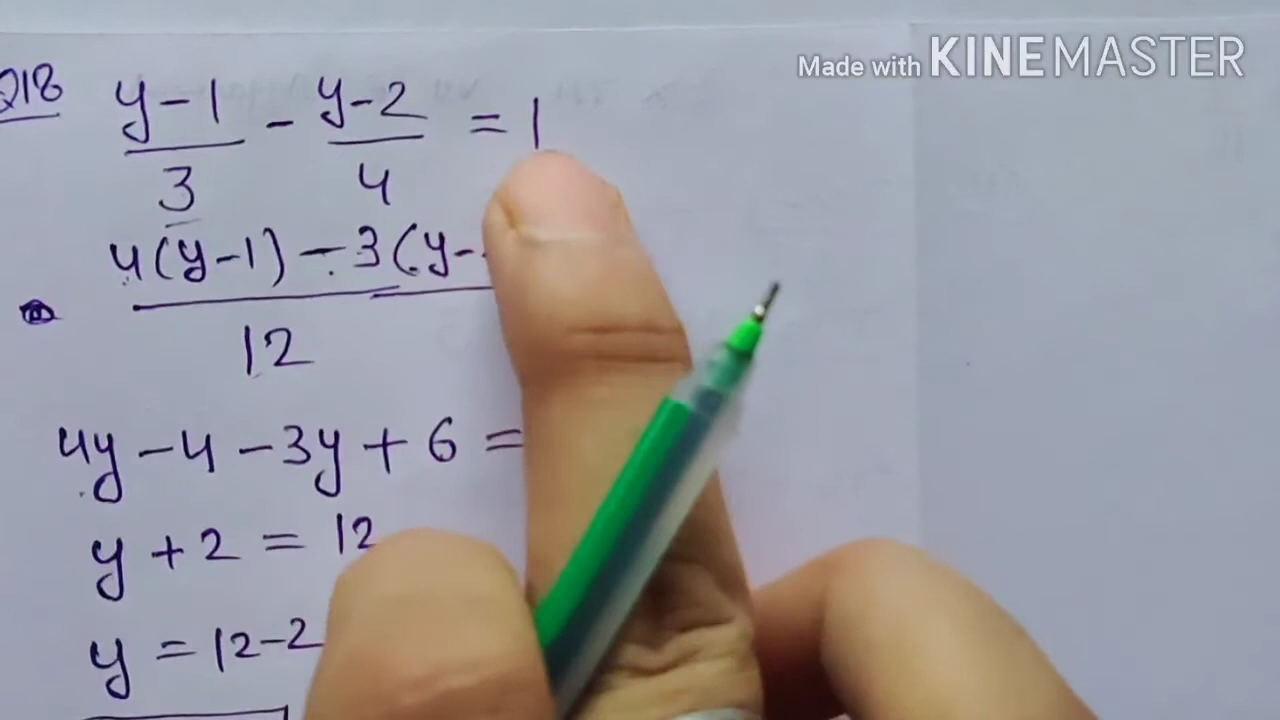 Made with KINEMASTER
Q18 y-1/3 - y-2/4 = 1
4(y-1) - 3(y-
12
4y - 4 - 3y + 6 =
y + 2 = 12
y = 12-2